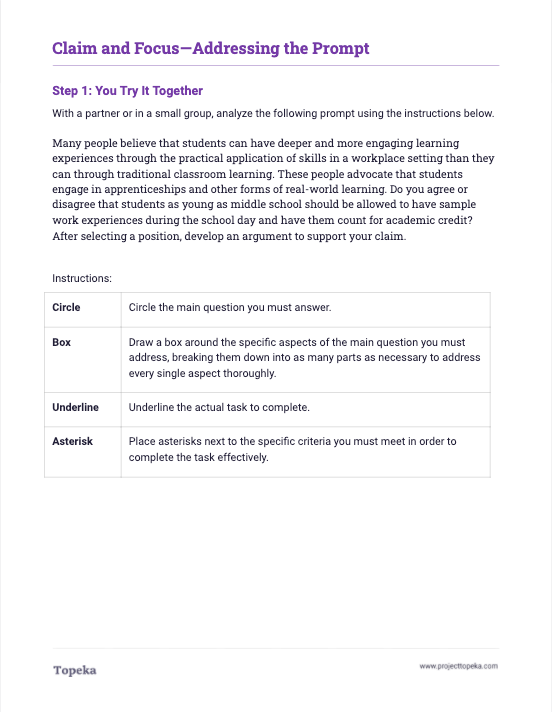 Claim and Focus—Addressing the Prompt
Step 1: You Try It Together
With a partner or in a small group, analyze the following prompt using the instructions below.
Many people believe that students can have deeper and more engaging learning
experiences through the practical application of skills in a workplace setting than they
can through traditional classroom learning. These people advocate that students
engage in apprenticeships and other forms of real-world learning. Do you agree or
disagree that students as young as middle school should be allowed to have sample
work experiences during the school day and have them count for academic credit?
After selecting a position, develop an argument to support your claim.
Instructions:
Circle
Circle the main question you must answer.
Box
Draw a box around the specific aspects of the main question you must
address, breaking them down into as many parts as necessary to address
every single aspect thoroughly.
Underline
Underline the actual task to complete.
Asterisk
Place asterisks next to the specific criteria you must meet in order to
complete the task effectively.
Topeka
www.projecttopeka.com